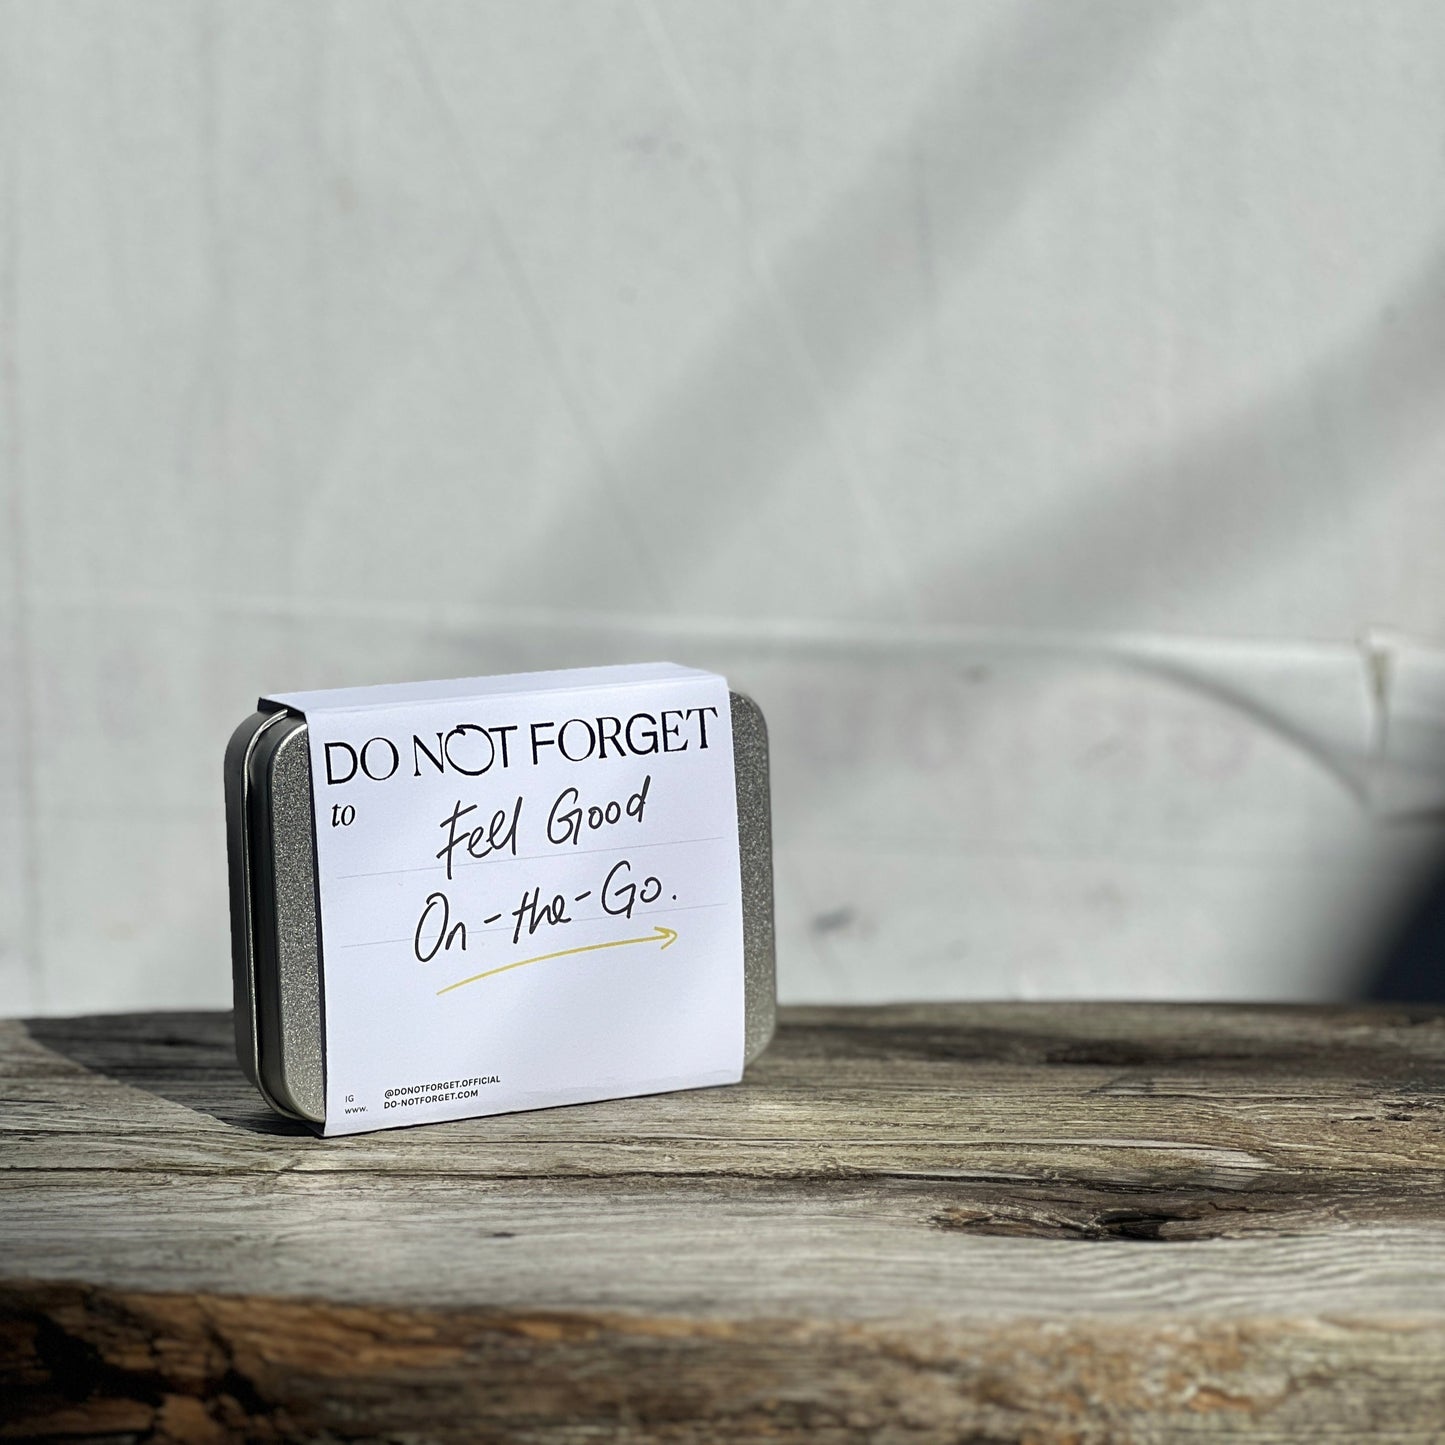 DO NOT FORGET
to Feel Good
On-the-Go.
IG @DONOTFORGET.OFFICIAL
www. DO-NOTFORGET.COM